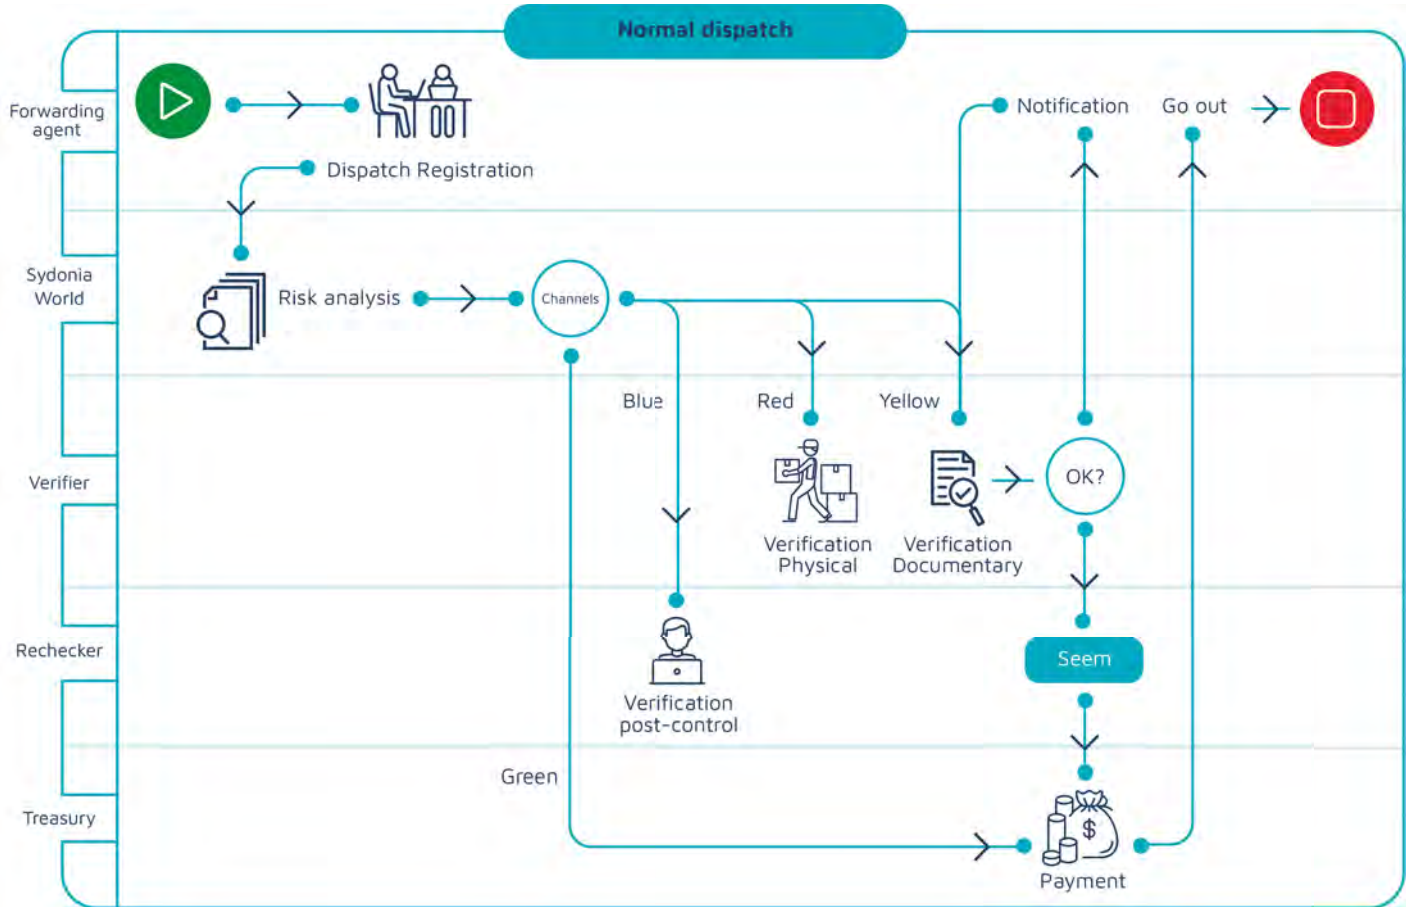 Normal dispatch
Forwarding
agent
Notification
Go out
Dispatch Registration
Sydonia
World
Risk analysis
Channels
Blue
Red
Yellow
Verifier
OK?
Verification
Physical
Verification
Documentary
Rechecker
Seem
Verification
post-control
Green
Treasury
$
Payment